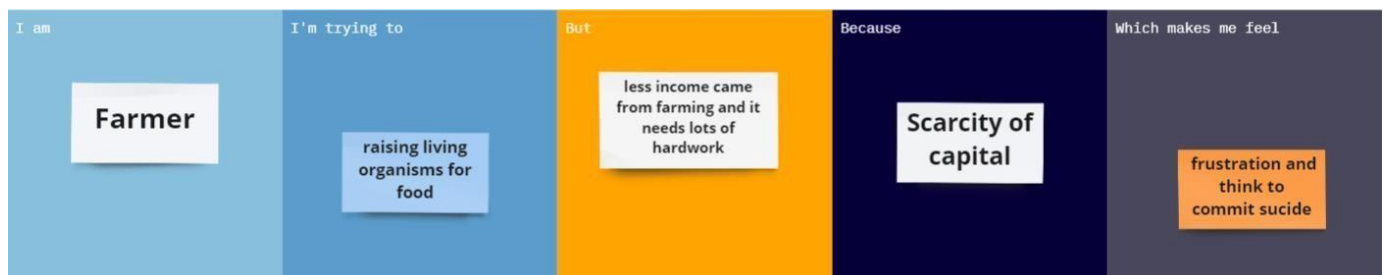 I am
Farmer
I'm trying to
raising living
organisms for
food
But
less income came
from farming and it
needs lots of
hardwork
Because
Scarcity of
capital
Which makes me feel
frustration and
think to
commit sucide